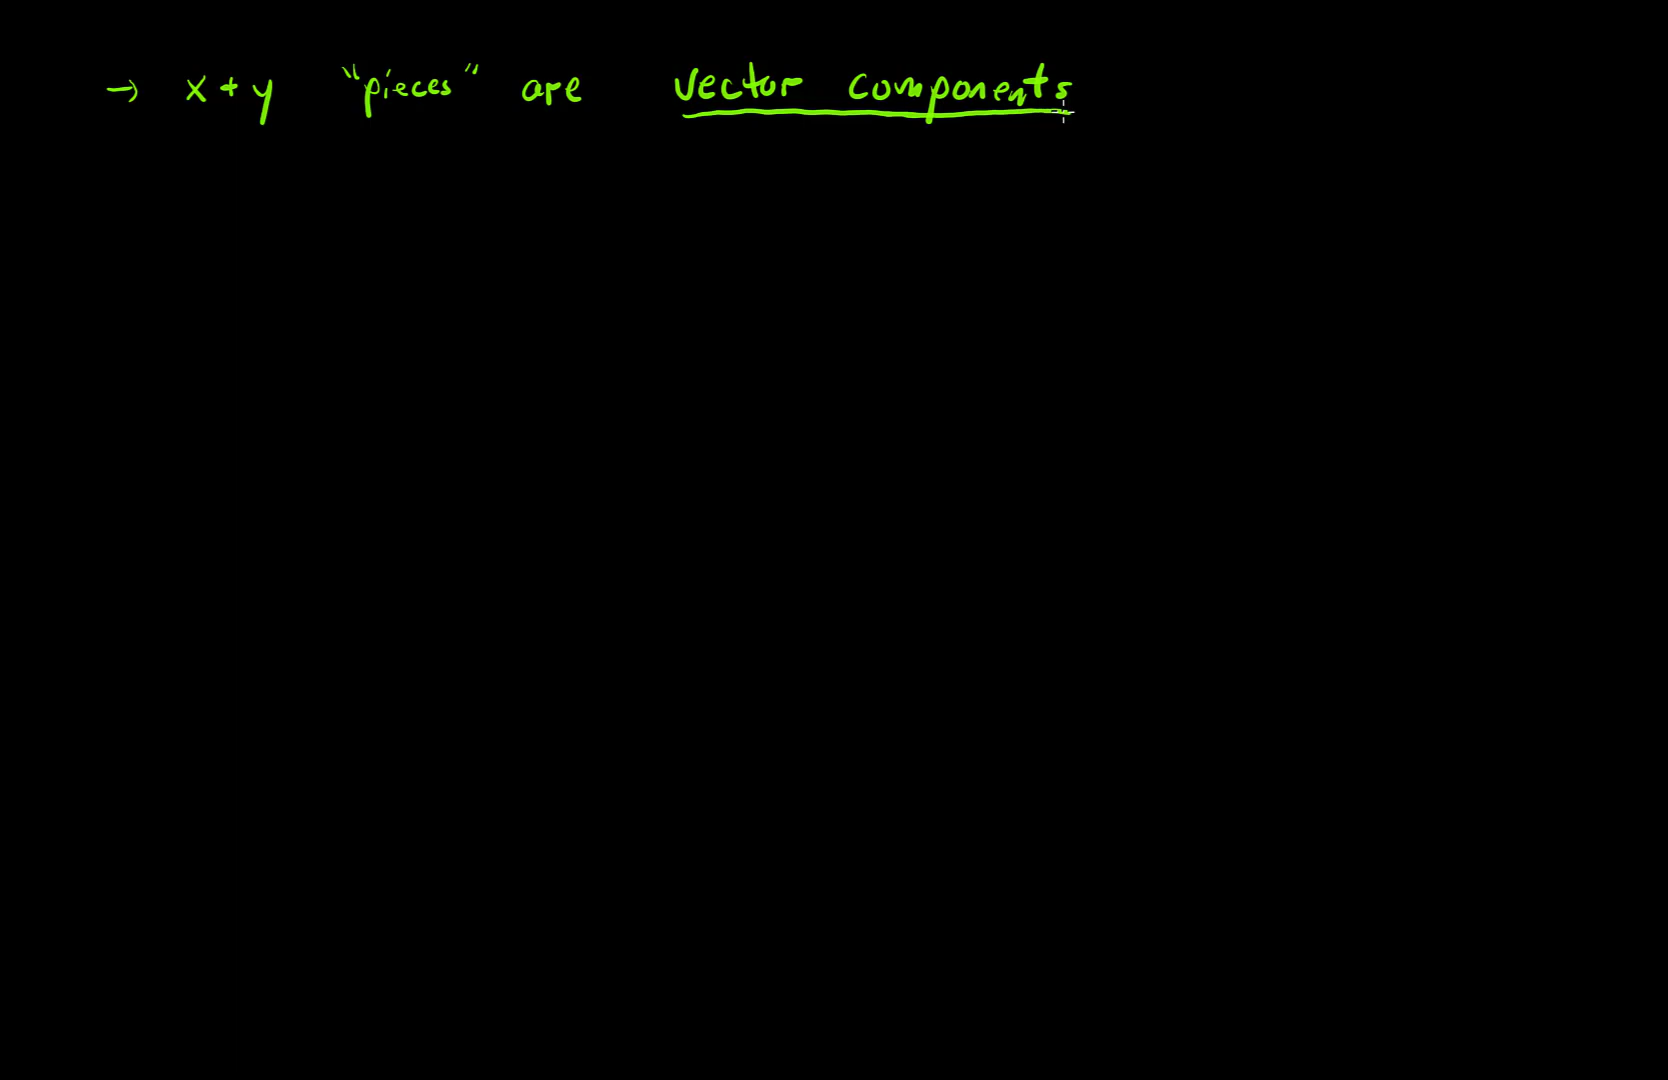 → x + y "pieces" are vector components